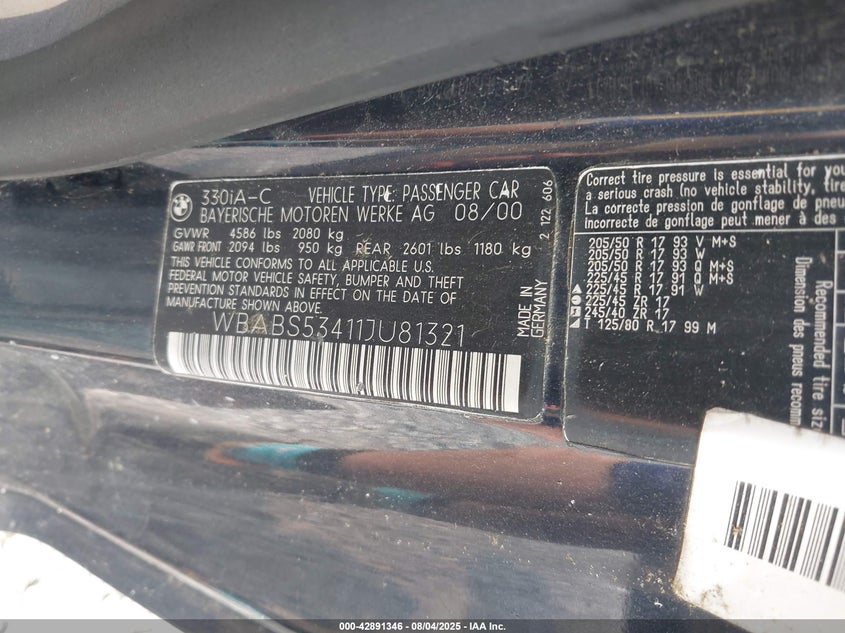 BMW
330iA-C VEHICLE TYPE: PASSENGER CAR
BAYERISCHE MOTOREN WERKE AG 08/00
GVWR 4586 lbs 2080 kg
GAWR FRONT 2094 lbs 950 kg REAR 2601 lbs 1180 kg
THIS VEHICLE CONFORMS TO ALL APPLICABLE U.S.
FEDERAL MOTOR VEHICLE SAFETY, BUMPER AND THEFT
PREVENTION STANDARDS IN EFFECT ON THE DATE OF
MANUFACTURE SHOWN ABOVE.
WBABS53411JU81321
MADE IN
GERMANY
2 122 606
Correct tire pressure is essential for
a serious crash (no vehicle stability, tire
La correcte pression de gonflage de pneu
Incorrecte gonflage peut mener à des
205/50 R 17 93 V M+S
205/50 R 17 93 W
205/50 R 17 93 Q M+S
225/45 R 17 91 Q M+S
225/45 R 17 91 W
225/45 ZR 17
245/40 ZR 17
T 125/80 R 17 99 M
Recommended tire size
Dimension des pneus recomm
000-42891346 - 08/04/2025 - IAA Inc.